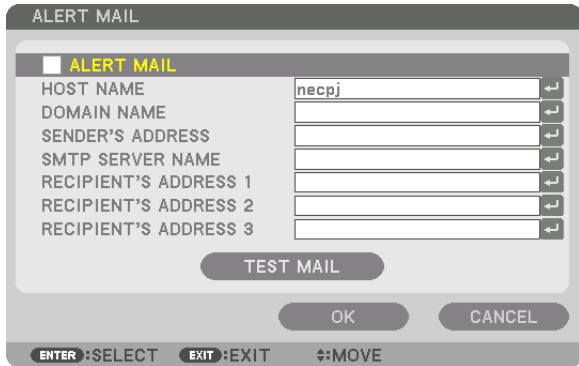 ALERT MAIL
ALERT MAIL
HOST NAME necpj
DOMAIN NAME
SENDER'S ADDRESS
SMTP SERVER NAME
RECIPIENT'S ADDRESS 1
RECIPIENT'S ADDRESS 2
RECIPIENT'S ADDRESS 3
TEST MAIL
OK CANCEL
ENTER :SELECT EXIT :EXIT :MOVE